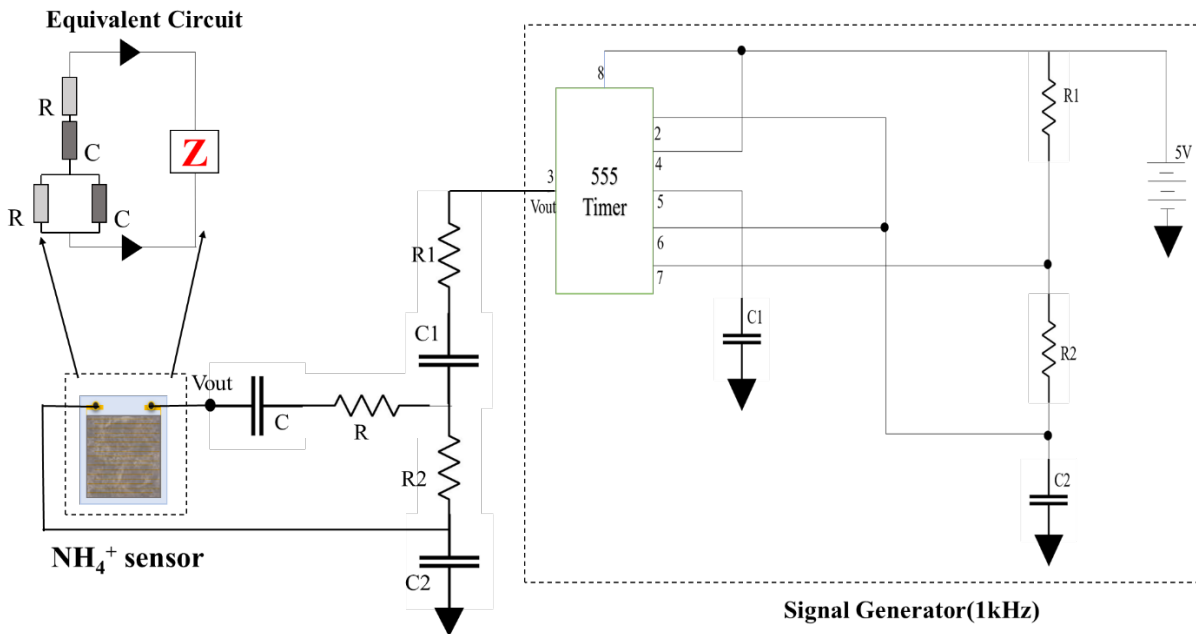 Equivalent Circuit
R
C
Z
R
C
Vout
C
R
NH₄⁺ sensor
R1
C1
R2
C2
3
Vout
8
555
Timer
2
4
5
6
7
C1
R1
5V
R2
C2
Signal Generator(1kHz)